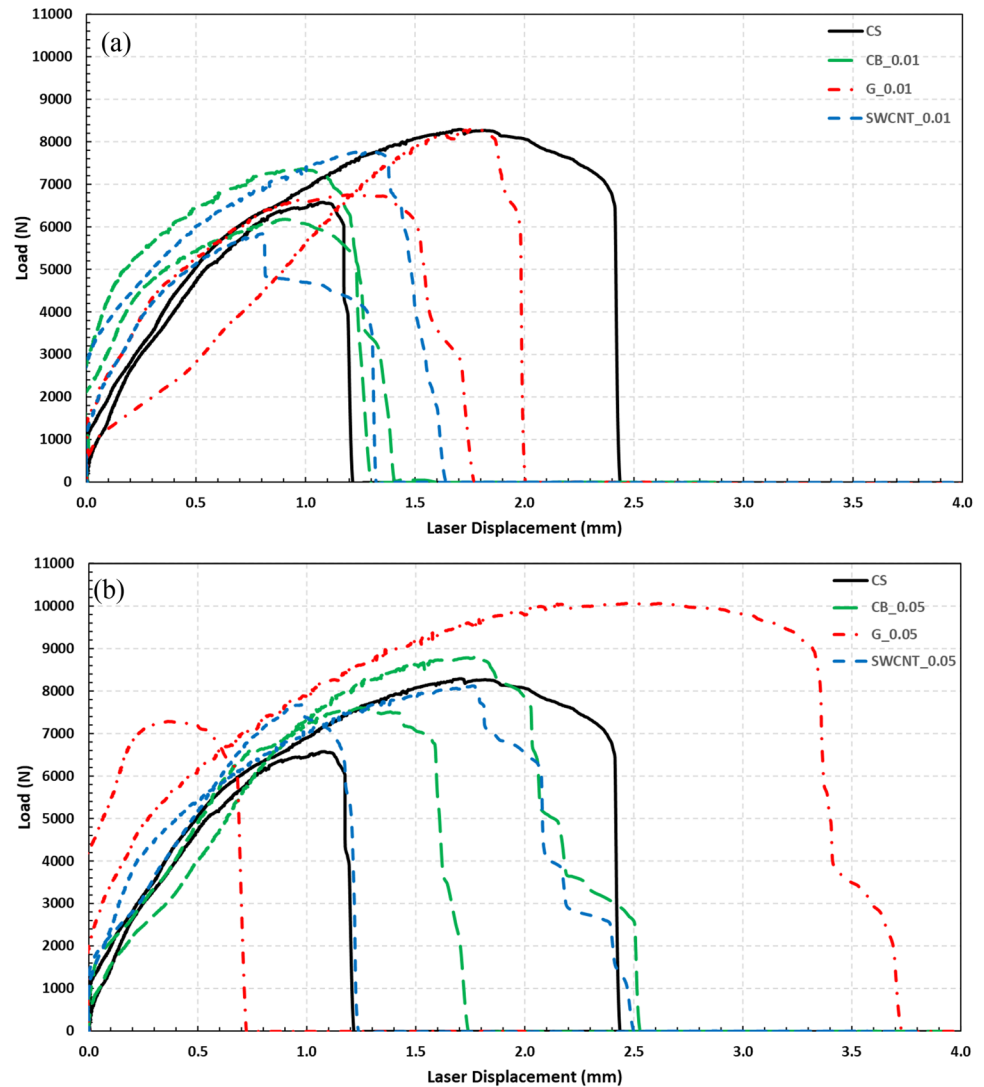 (a)
11000
10000
9000
8000
7000
6000
5000
4000
3000
2000
1000
0
Load (N)
CS
CB_0.01
G_0.01
SWCNT_0.01
0.0 0.5 1.0 1.5 2.0 2.5 3.0 3.5 4.0
Laser Displacement (mm)
(b)
11000
10000
9000
8000
7000
6000
5000
4000
3000
2000
1000
0
Load (N)
CS
CB_0.05
G_0.05
SWCNT_0.05
0.0 0.5 1.0 1.5 2.0 2.5 3.0 3.5 4.0
Laser Displacement (mm)